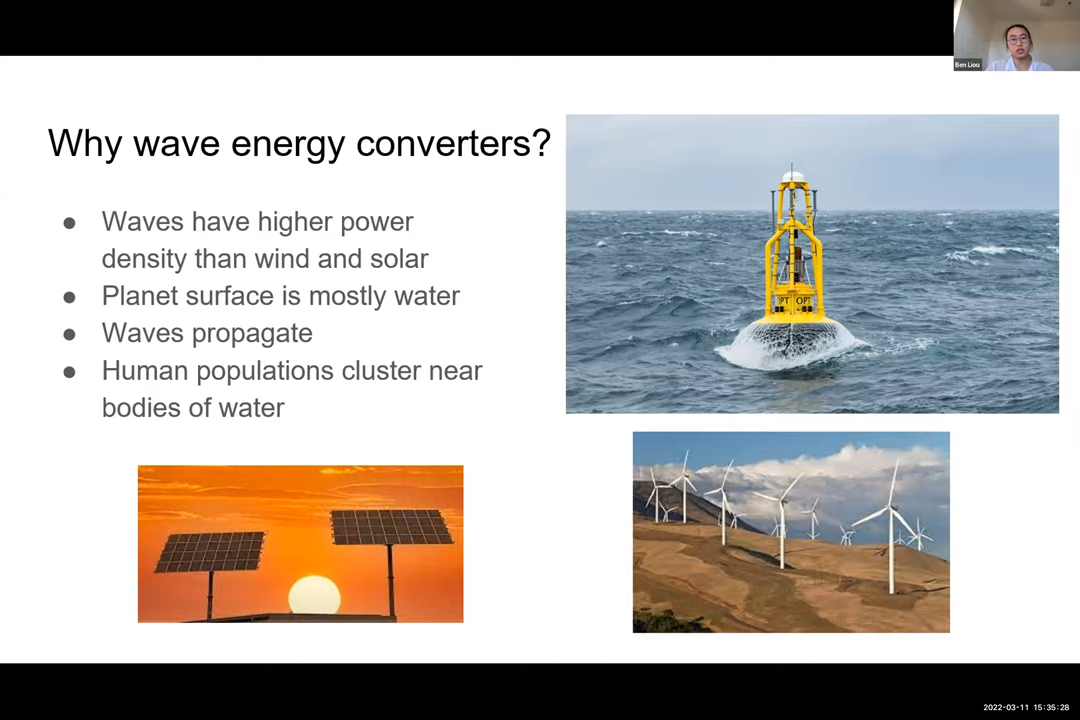 Ben Liou
Why wave energy converters?
● Waves have higher power
density than wind and solar
● Planet surface is mostly water
● Waves propagate
● Human populations cluster near
bodies of water
OPT
2022-03-11 15:35:28